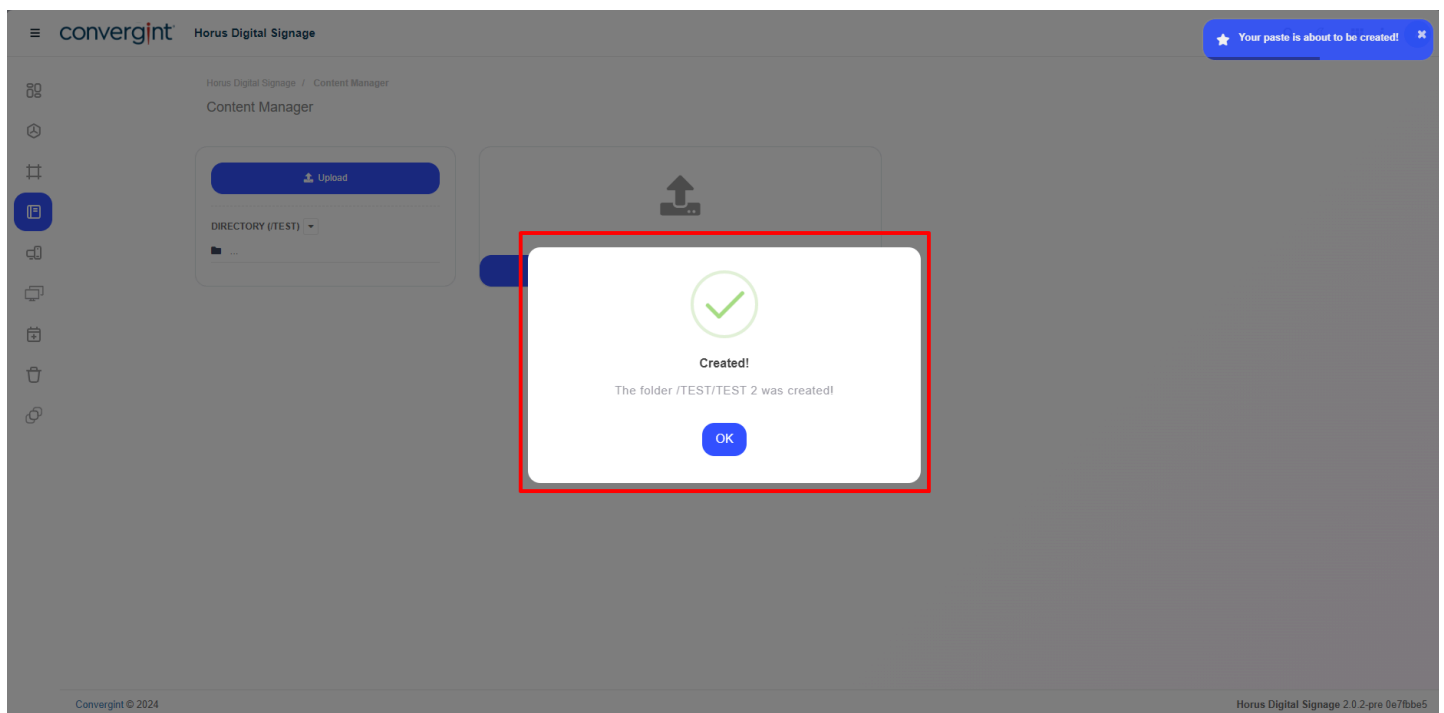 convergint
Horus Digital Signage
Your paste is about to be created!
Horus Digital Signage / Content Manager
Content Manager
Upload
DIRECTORY (/TEST)
...
Created!
The folder /TEST/TEST 2 was created!
OK
Convergint © 2024
Horus Digital Signage 2.0.2-pre 0e7fbbe5